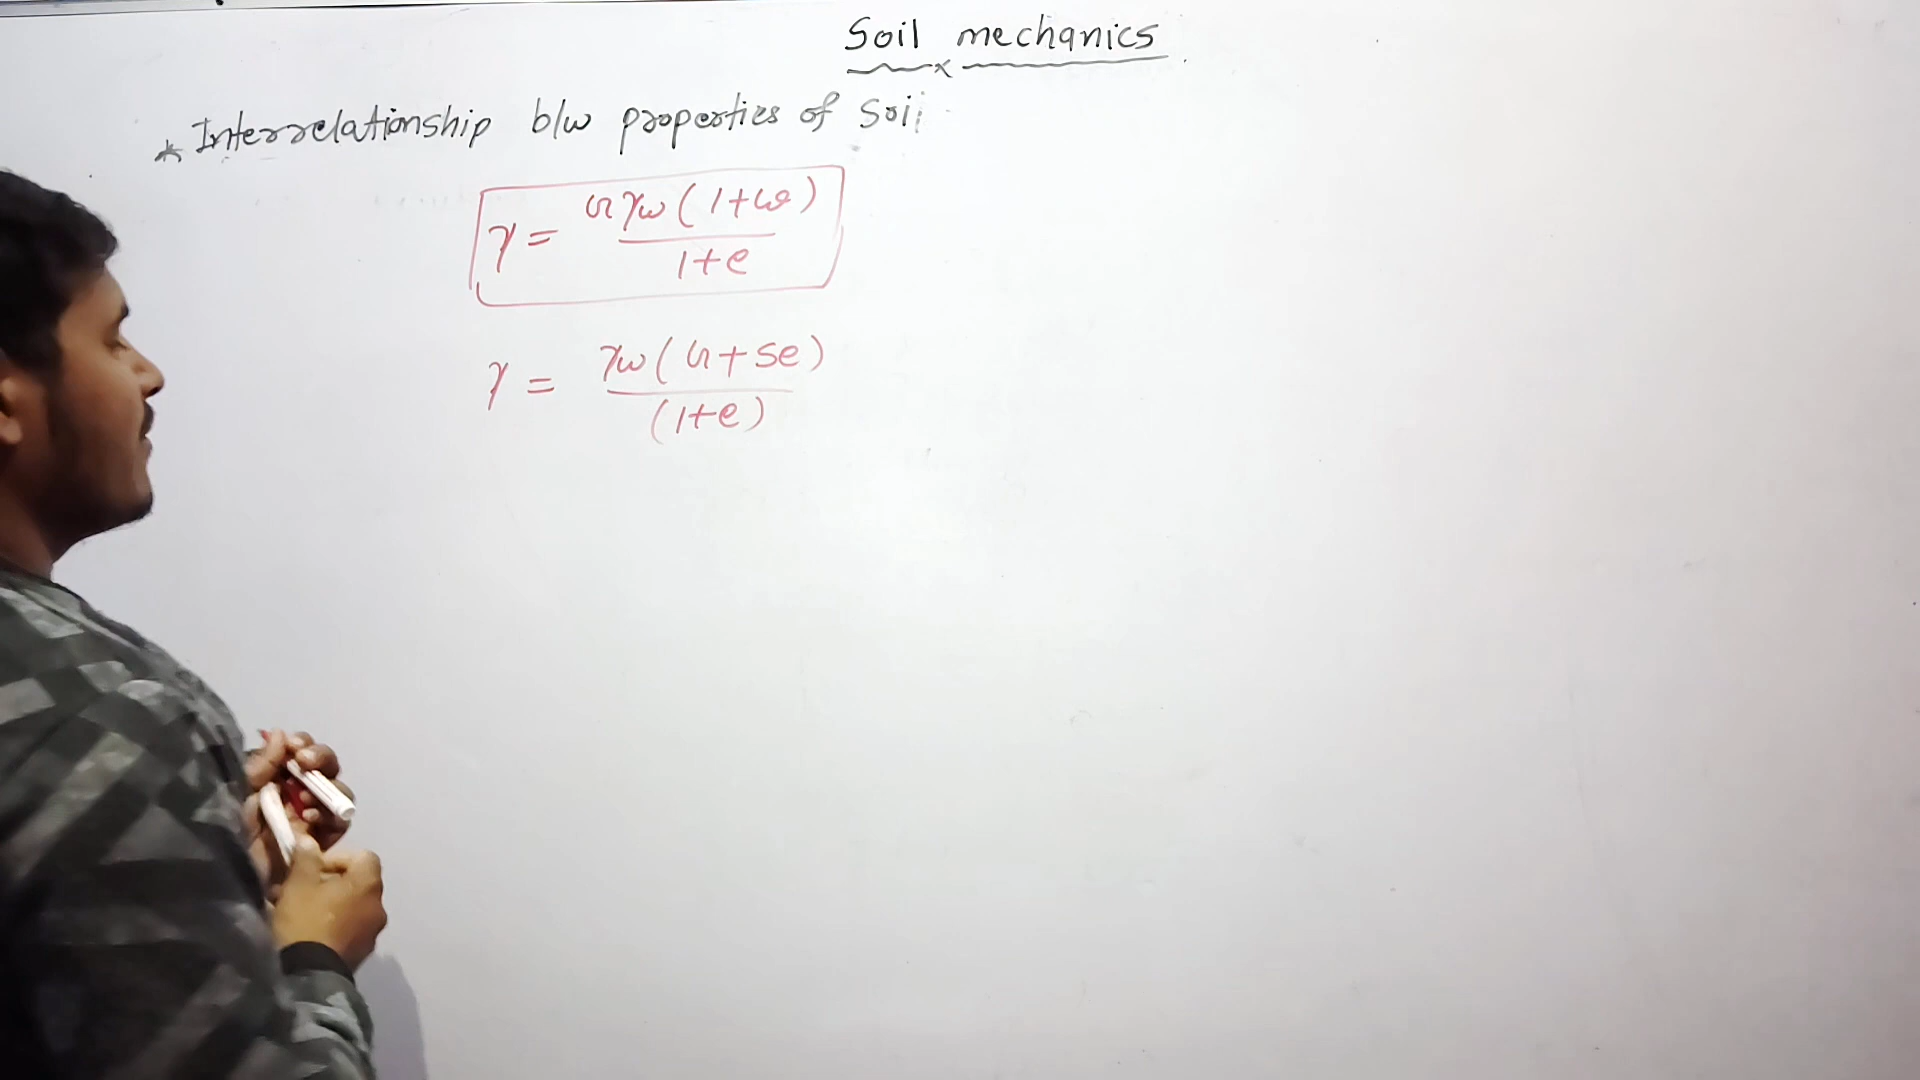 Soil mechanics
* Interrelationship b/w properties of Soil
γ = Gγw(1+w) / 1+e
γ = γw(G+Se) / (1+e)